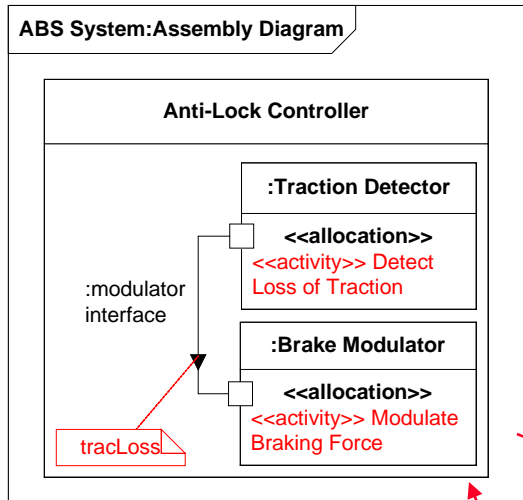 ABS System:Assembly Diagram
Anti-Lock Controller
:Traction Detector
<<allocation>>
<<activity>> Detect
Loss of Traction
:modulator
interface
:Brake Modulator
<<allocation>>
<<activity>> Modulate
Braking Force
tracLoss